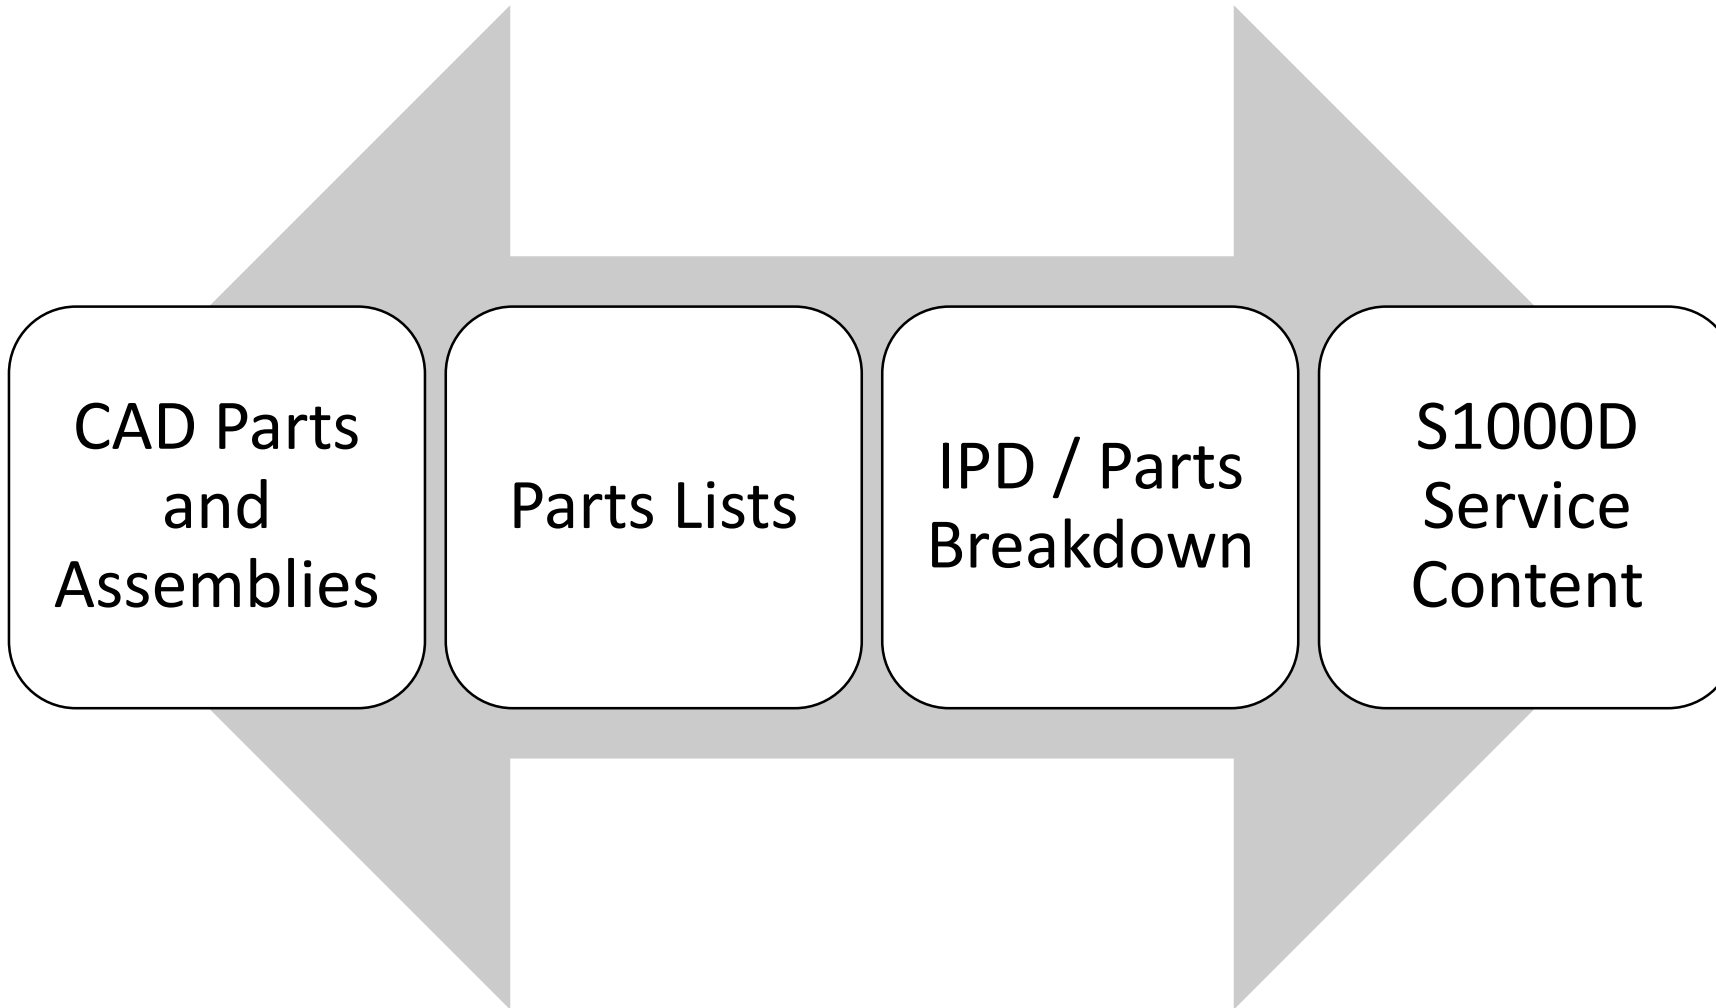 CAD Parts
and
Assemblies
Parts Lists
IPD / Parts
Breakdown
S1000D
Service
Content